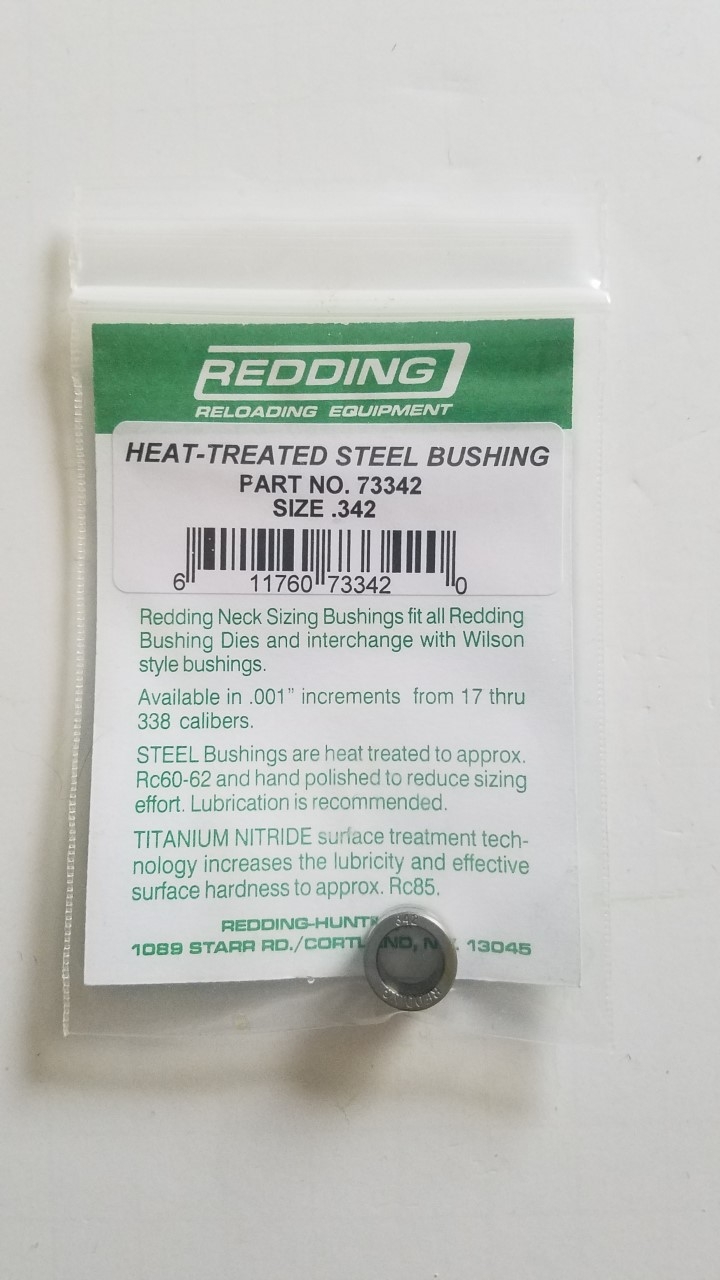 REDDING
RELOADING EQUIPMENT
HEAT-TREATED STEEL BUSHING
PART NO. 73342
SIZE .342
6 11760 73342 0
Redding Neck Sizing Bushings fit all Redding
Bushing Dies and interchange with Wilson
style bushings.
Available in .001" increments from 17 thru
338 calibers.
STEEL Bushings are heat treated to approx.
Rc60-62 and hand polished to reduce sizing
effort. Lubrication is recommended.
TITANIUM NITRIDE surface treatment tech-
nology increases the lubricity and effective
surface hardness to approx. Rc85.
1089 STARR RD./ 13045
342
REDDING